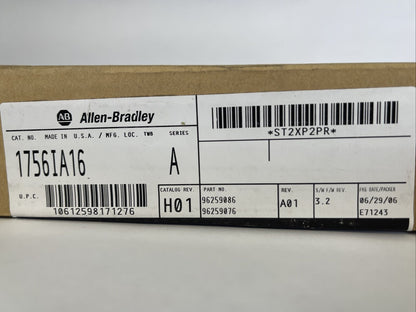 AB Allen-Bradley
CAT. NO. MADE IN U.S.A. / MFG. LOC. TWB SERIES
1756IA16 A
U.P.C.
10612598171276
CATALOG REV.
H01
*ST2XP2PR*
PART NO.
96259086
96259076
REV.
A01
S/W F/W REV.
3.2
PKG DATE/PACKER
06/29/06
E71243